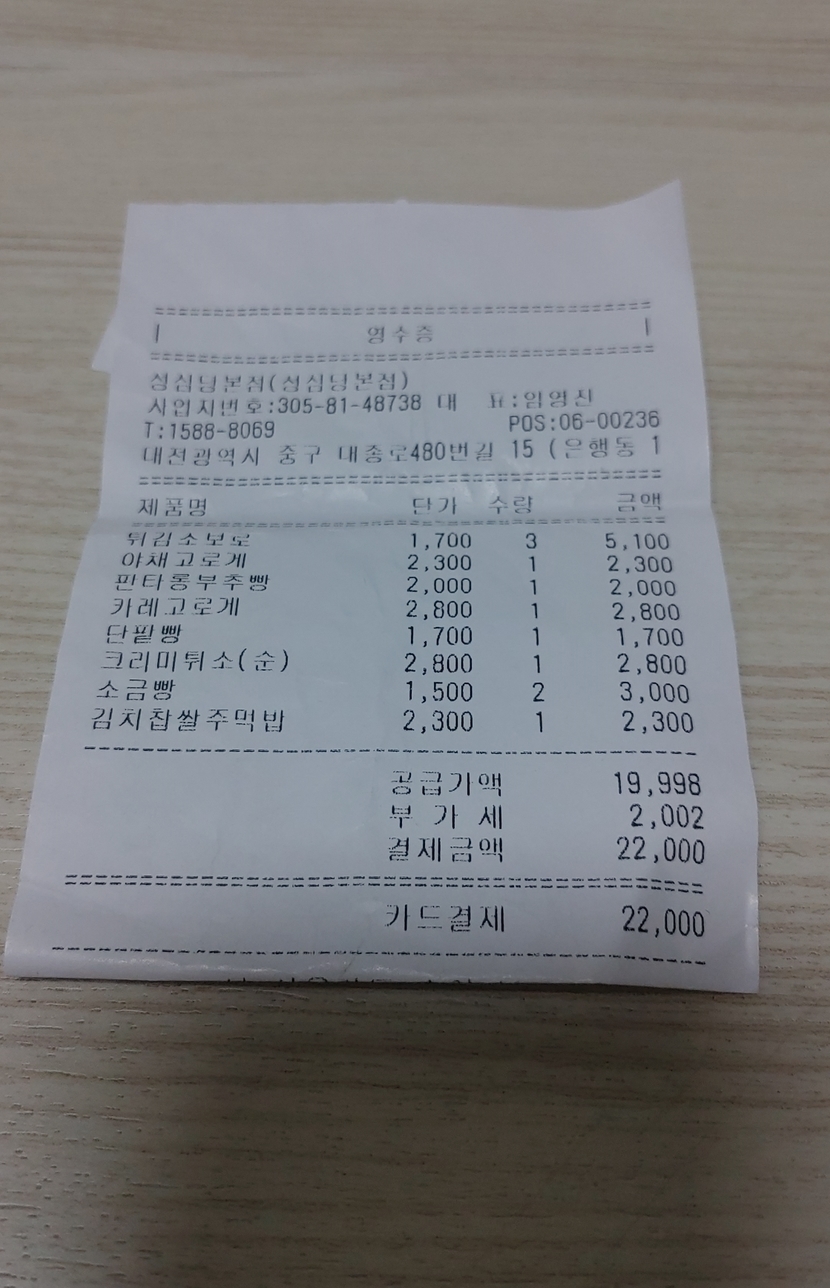 영수증
성심당본점(성심당본점)
사업자번호:305-81-48738 대 표:임영진
T:1588-8069 POS:06-00236
대전광역시 중구 대종로480번길 15 (은행동 1
제품명 단가 수량 금액
튀김소보로 1,700 3 5,100
야채고로케 2,300 1 2,300
판타롱부추빵 2,000 1 2,000
카레고로케 2,800 1 2,800
단팥빵 1,700 1 1,700
크리미튀소(순) 2,800 1 2,800
소금빵 1,500 2 3,000
김치찹쌀주먹밥 2,300 1 2,300
공급가액 19,998
부 가 세 2,002
결제금액 22,000
카드결제 22,000